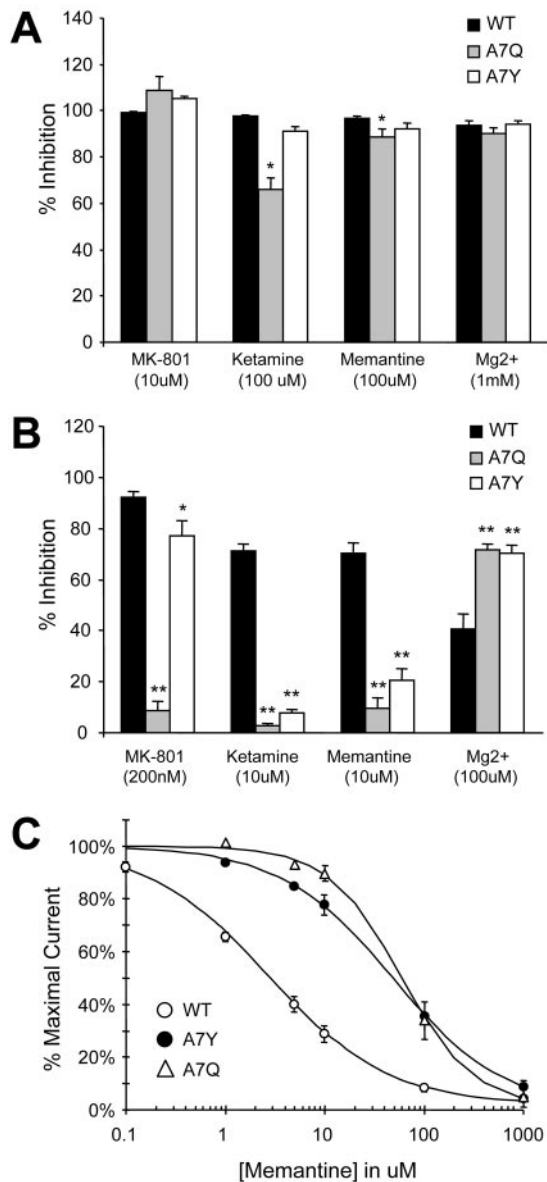 A
140
120
100
80
60
40
20
0
% Inhibition
WT
A7Q
A7Y
*
*
MK-801 Ketamine Memantine Mg2+
(10uM) (100 uM) (100uM) (1mM)
B
120
100
80
60
40
20
0
% Inhibition
WT
A7Q
A7Y
** *
** **
** **
** **
MK-801 Ketamine Memantine Mg2+
(200nM) (10uM) (10uM) (100uM)
C
100%
80%
60%
40%
20%
0%
% Maximal Current
WT
A7Y
A7Q
0.1 1 10 100 1000
[Memantine] in uM